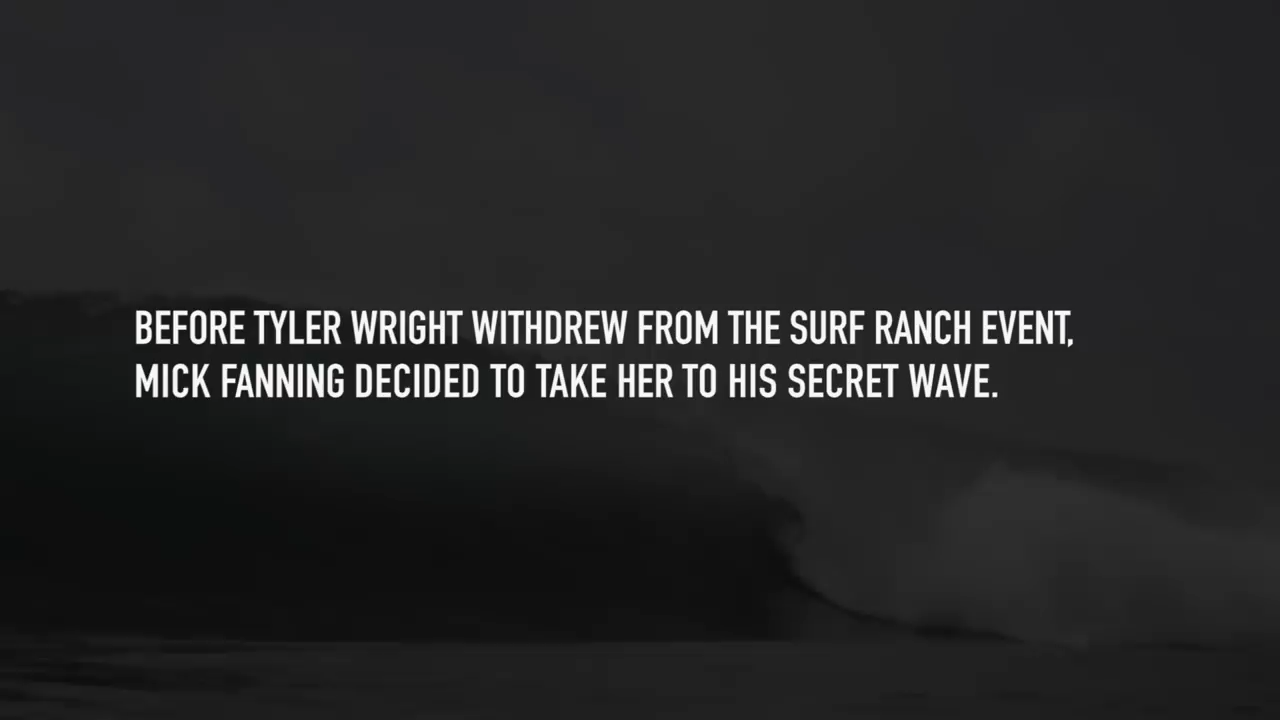 BEFORE TYLER WRIGHT WITHDREW FROM THE SURF RANCH EVENT,
MICK FANNING DECIDED TO TAKE HER TO HIS SECRET WAVE.